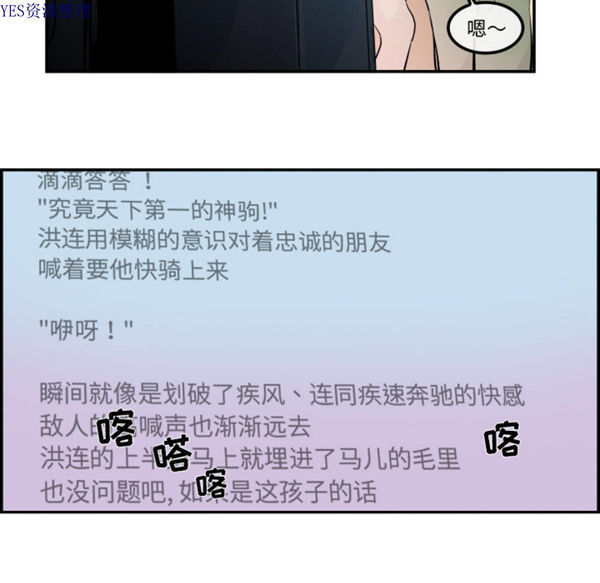 YES资源
嗯～
滴滴答答 ！
"究竟天下第一的神驹!"
洪连用模糊的意识对着忠诚的朋友
喊着要他快骑上来
"咿呀！"
瞬间就像是划破了疾风、连同疾速奔驰的快感
敌人的 喊声也渐渐远去
洪连的上半 马上就埋进了马儿的毛里
也没问题吧, 如果是这孩子的话
喀
嗒
喀
喀